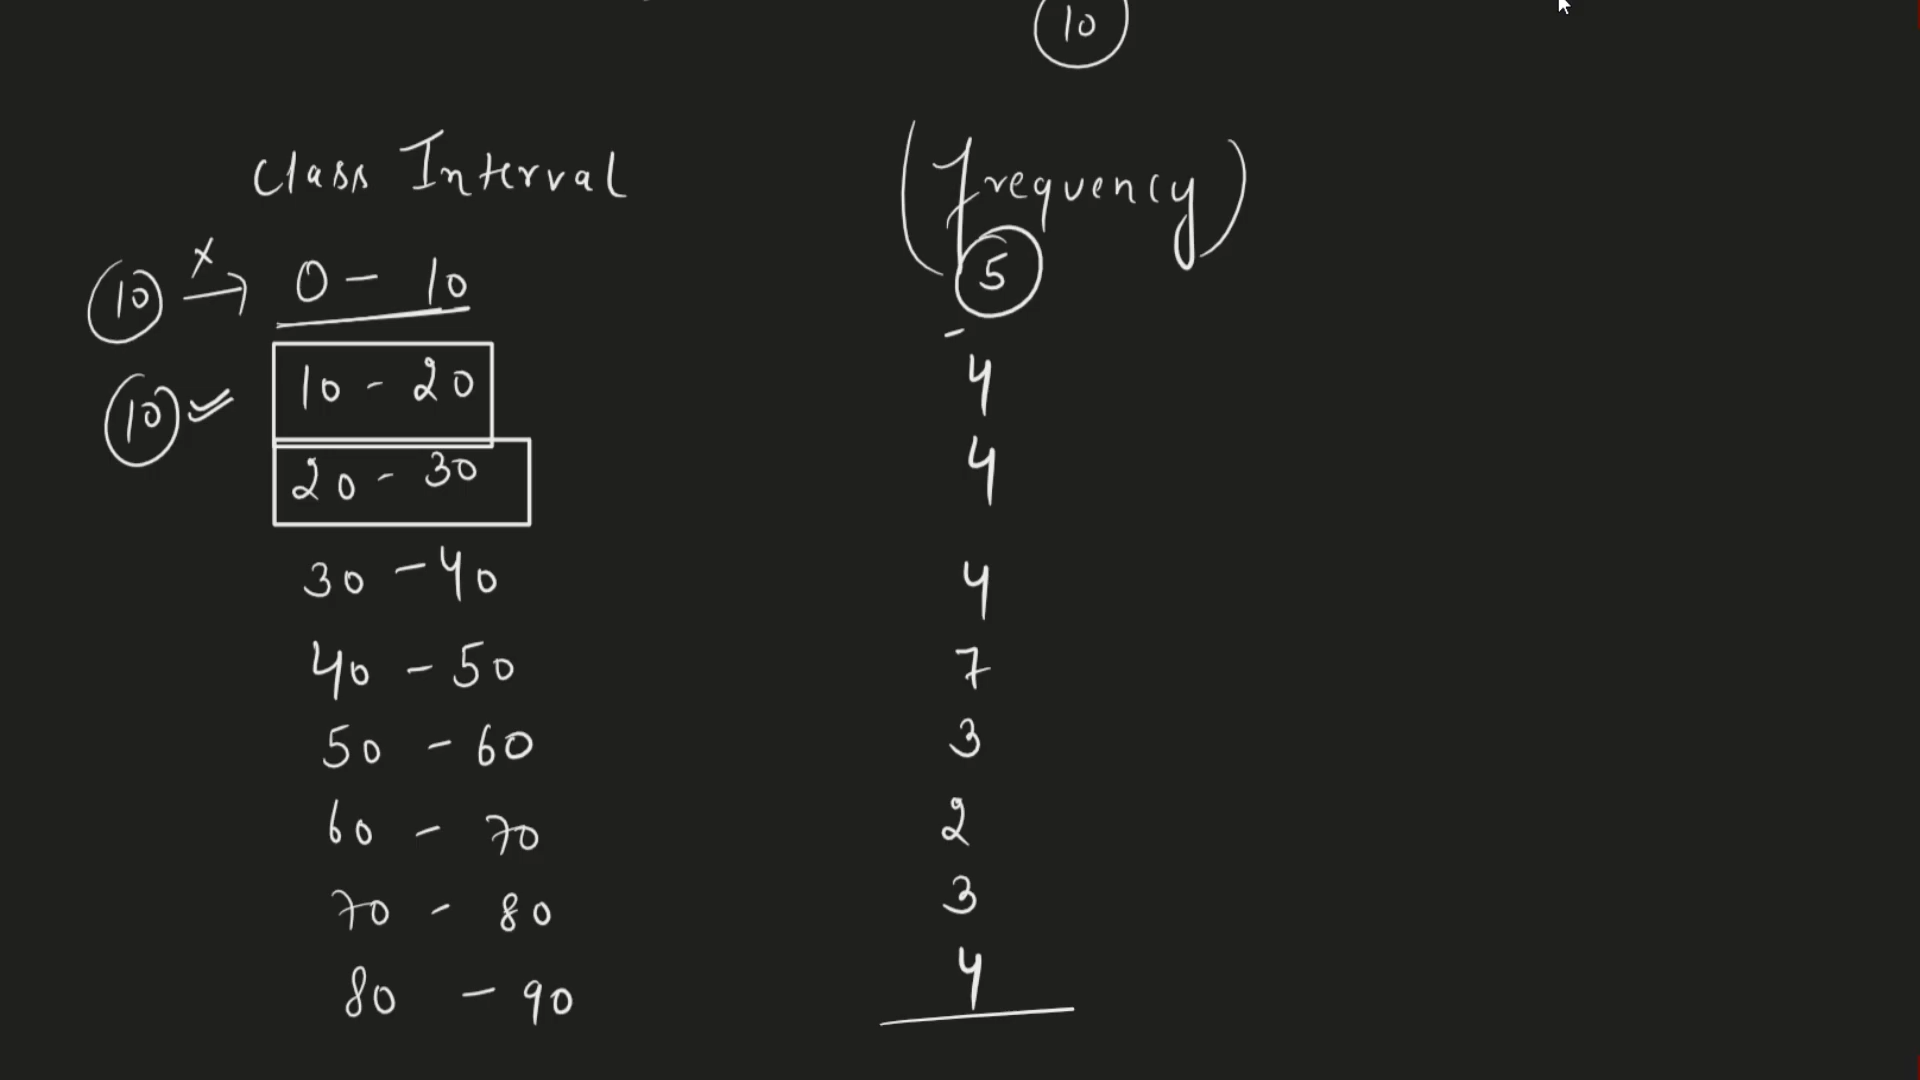 10
Class Interval (frequency)
10 x → 0 - 10 5
10 ✓ 10 - 20 4
20 - 30 4
30 - 40 4
40 - 50 7
50 - 60 3
60 - 70 2
70 - 80 3
80 - 90 4